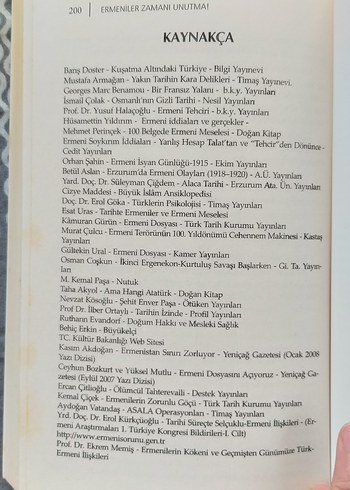 200 | ERMENİLER ZAMANI UNUTMA!
KAYNAKÇA
Barış Doster - Kuşatma Altındaki Türkiye - Bilgi Yayınevi
Mustafa Armağan - Yakın Tarihin Kara Delikleri - Timaş Yayınevi.
Georges Marc Benamou - Bir Fransız Yalanı - b.k.y. Yayınları
İsmail Çolak - Osmanlı'nın Gizli Tarihi - Nesil Yayınları
Prof. Dr. Yusuf Halaçoğlu - Ermeni Tehciri - b.k.y. Yayınları
Hüsamettin Yıldırım - Ermeni iddiaları ve gerçekler -
Mehmet Perinçek - 100 Belgede Ermeni Meselesi - Doğan Kitap
Ermeni Soykırım İddiaları - Yanlış Hesap Talat'tan ve "Tehcir"den Dönünce -
Cedit Yayınları
Orhan Şahin - Ermeni İsyan Günlüğü-1915 - Ekim Yayınları
Betül Aslan - Erzurum'da Ermeni Olayları (1918–1920) - A.Ü. Yayınları
Yard. Doç. Dr. Süleyman Çiğdem - Alaca Tarihi - Erzurum Ata. Ün. Yayınları
Cizye Maddesi - Büyük İslam Ansiklopedisi
Doç. Dr. Erol Göka - Türklerin Psikolojisi - Timaş Yayınları
Esat Uras - Tarihte Ermeniler ve Ermeni Meselesi
Kâmuran Gürün - Ermeni Dosyası - Türk Tarih Kurumu Yayınları
Murat Çulcu - Ermeni Terörünün 100. Yıldönümü Cehennem Makinesi - Kastaş
Yayınları
Gültekin Ural - Ermeni Dosyası - Kamer Yayınları
Osman Coşkun - İkinci Ergenekon-Kurtuluş Savaşı Başlarken - Gi. Ta. Yayın-
ları
M. Kemal Paşa - Nutuk
Taha Akyol - Ama Hangi Atatürk - Doğan Kitap
Nevzat Kösoğlu - Şehit Enver Paşa - Ötüken Yayınları
Prof Dr. İlber Ortaylı - Tarihin İzinde - Profil Yayınları
Ruthann Evandorf - Doğum Hakkı ve Mesleki Sağlık
Behiç Erkin - Büyükelçi
TC. Kültür Bakanlığı Web Sitesi
Kasım Akdoğan - Ermenistan Sınırı Zorluyor - Yeniçağ Gazetesi (Ocak 2008
Yazı Dizisi)
Ceyhun Bozkurt ve Yüksel Mutlu - Ermeni Dosyasını Açıyoruz - Yeniçağ Ga-
zetesi (Eylül 2007 Yazı Dizisi)
Ercan Çitlioğlu - Ölümcül Tahterevalli - Destek Yayınları
Kemal Çiçek - Ermenilerin Zorunlu Göçü - Türk Tarih Kurumu Yayınları
Aydoğan Vatandaş - ASALA Operasyonları - Timaş Yayınları
Yrd. Doç. Dr. Erol Kürkçüoğlu - Tarihi Süreçte Selçuklu-Ermeni İlişkileri - (Er-
meni Araştırmaları 1. Türkiye Kongresi Bildirileri-I. Cilt)
http://www.ermenisorunu.gen.tr
Prof. Dr. Ekrem Memiş - Ermenilerin Kökeni ve Geçmişten Günümüze Türk-
Ermeni İlişkileri